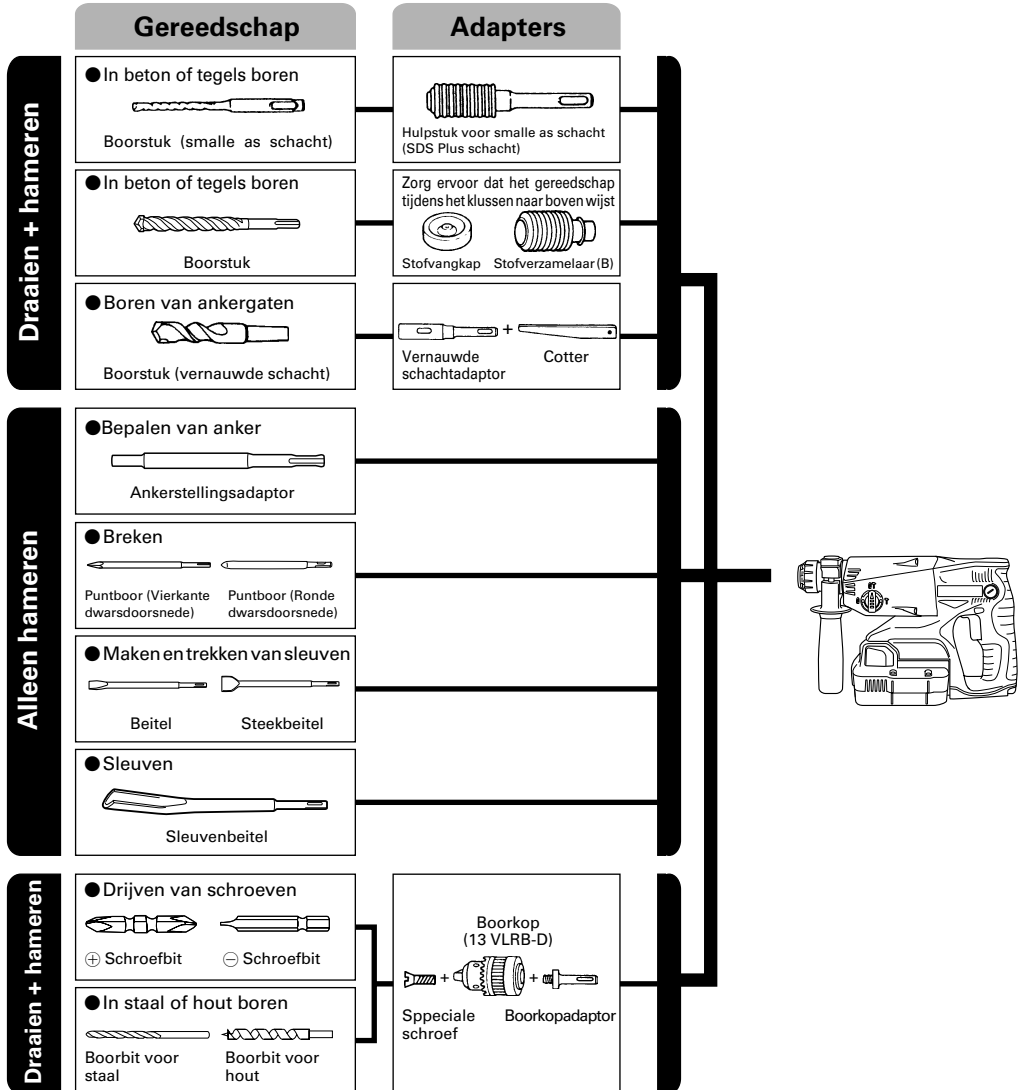 Gereedschap
Adapters
Draaien + hameren
● In beton of tegels boren
Boorstuk (smalle as schacht)
Hulpstuk voor smalle as schacht
(SDS Plus schacht)
● In beton of tegels boren
Boorstuk
Zorg ervoor dat het gereedschap
tijdens het klussen naar boven wijst
Stofvangkap
Stofverzamelaar (B)
● Boren van ankergaten
Boorstuk (vernauwde schacht)
+
Vernauwde
schachtadaptor
Cotter
Alleen hameren
● Bepalen van anker
Ankerstellingsadaptor
● Breken
Puntboor (Vierkante
dwarsdoorsnede)
Puntboor (Ronde
dwarsdoorsnede)
● Maken en trekken van sleuven
Beitel
Steekbeitel
● Sleuven
Sleuvenbeitel
Draaien + hameren
● Drijven van schroeven
⊕ Schroefbit
⊖ Schroefbit
● In staal of hout boren
Boorbit voor
staal
Boorbit voor
hout
Boorkop
(13 VLRB-D)
+ +
Sppeciale
schroef
Boorkopadaptor